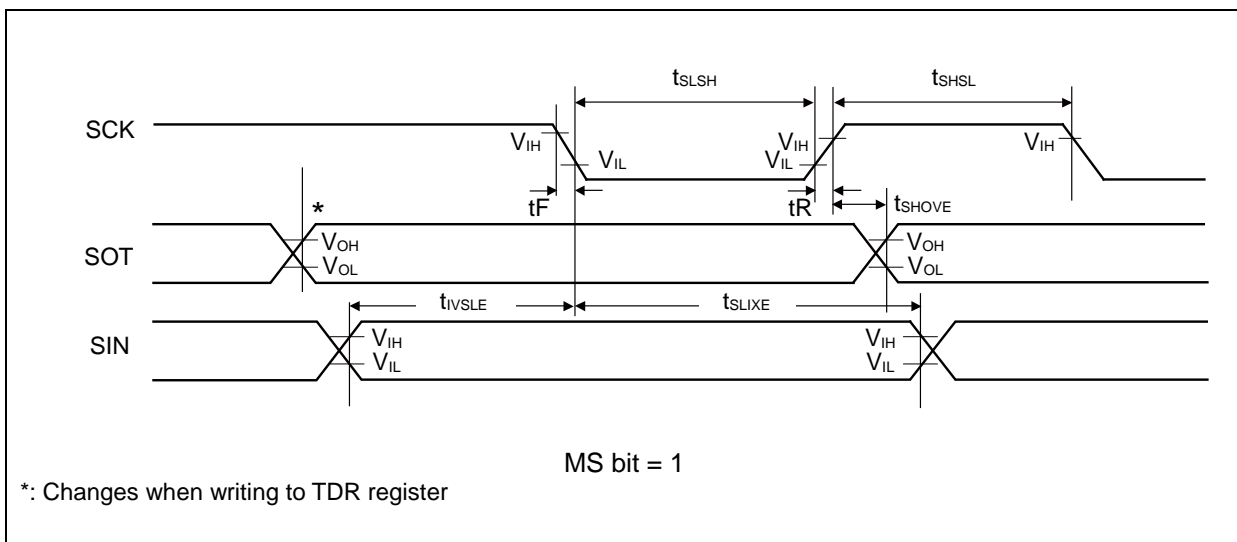 tSLSH tSHSL
SCK
VIH VIL VIH VIL VIH
tF tR tSHOVE
*
SOT
VOH VOH
VOL VOL
tIVSLE tSLIXE
SIN
VIH VIH
VIL VIL
MS bit = 1
*: Changes when writing to TDR register